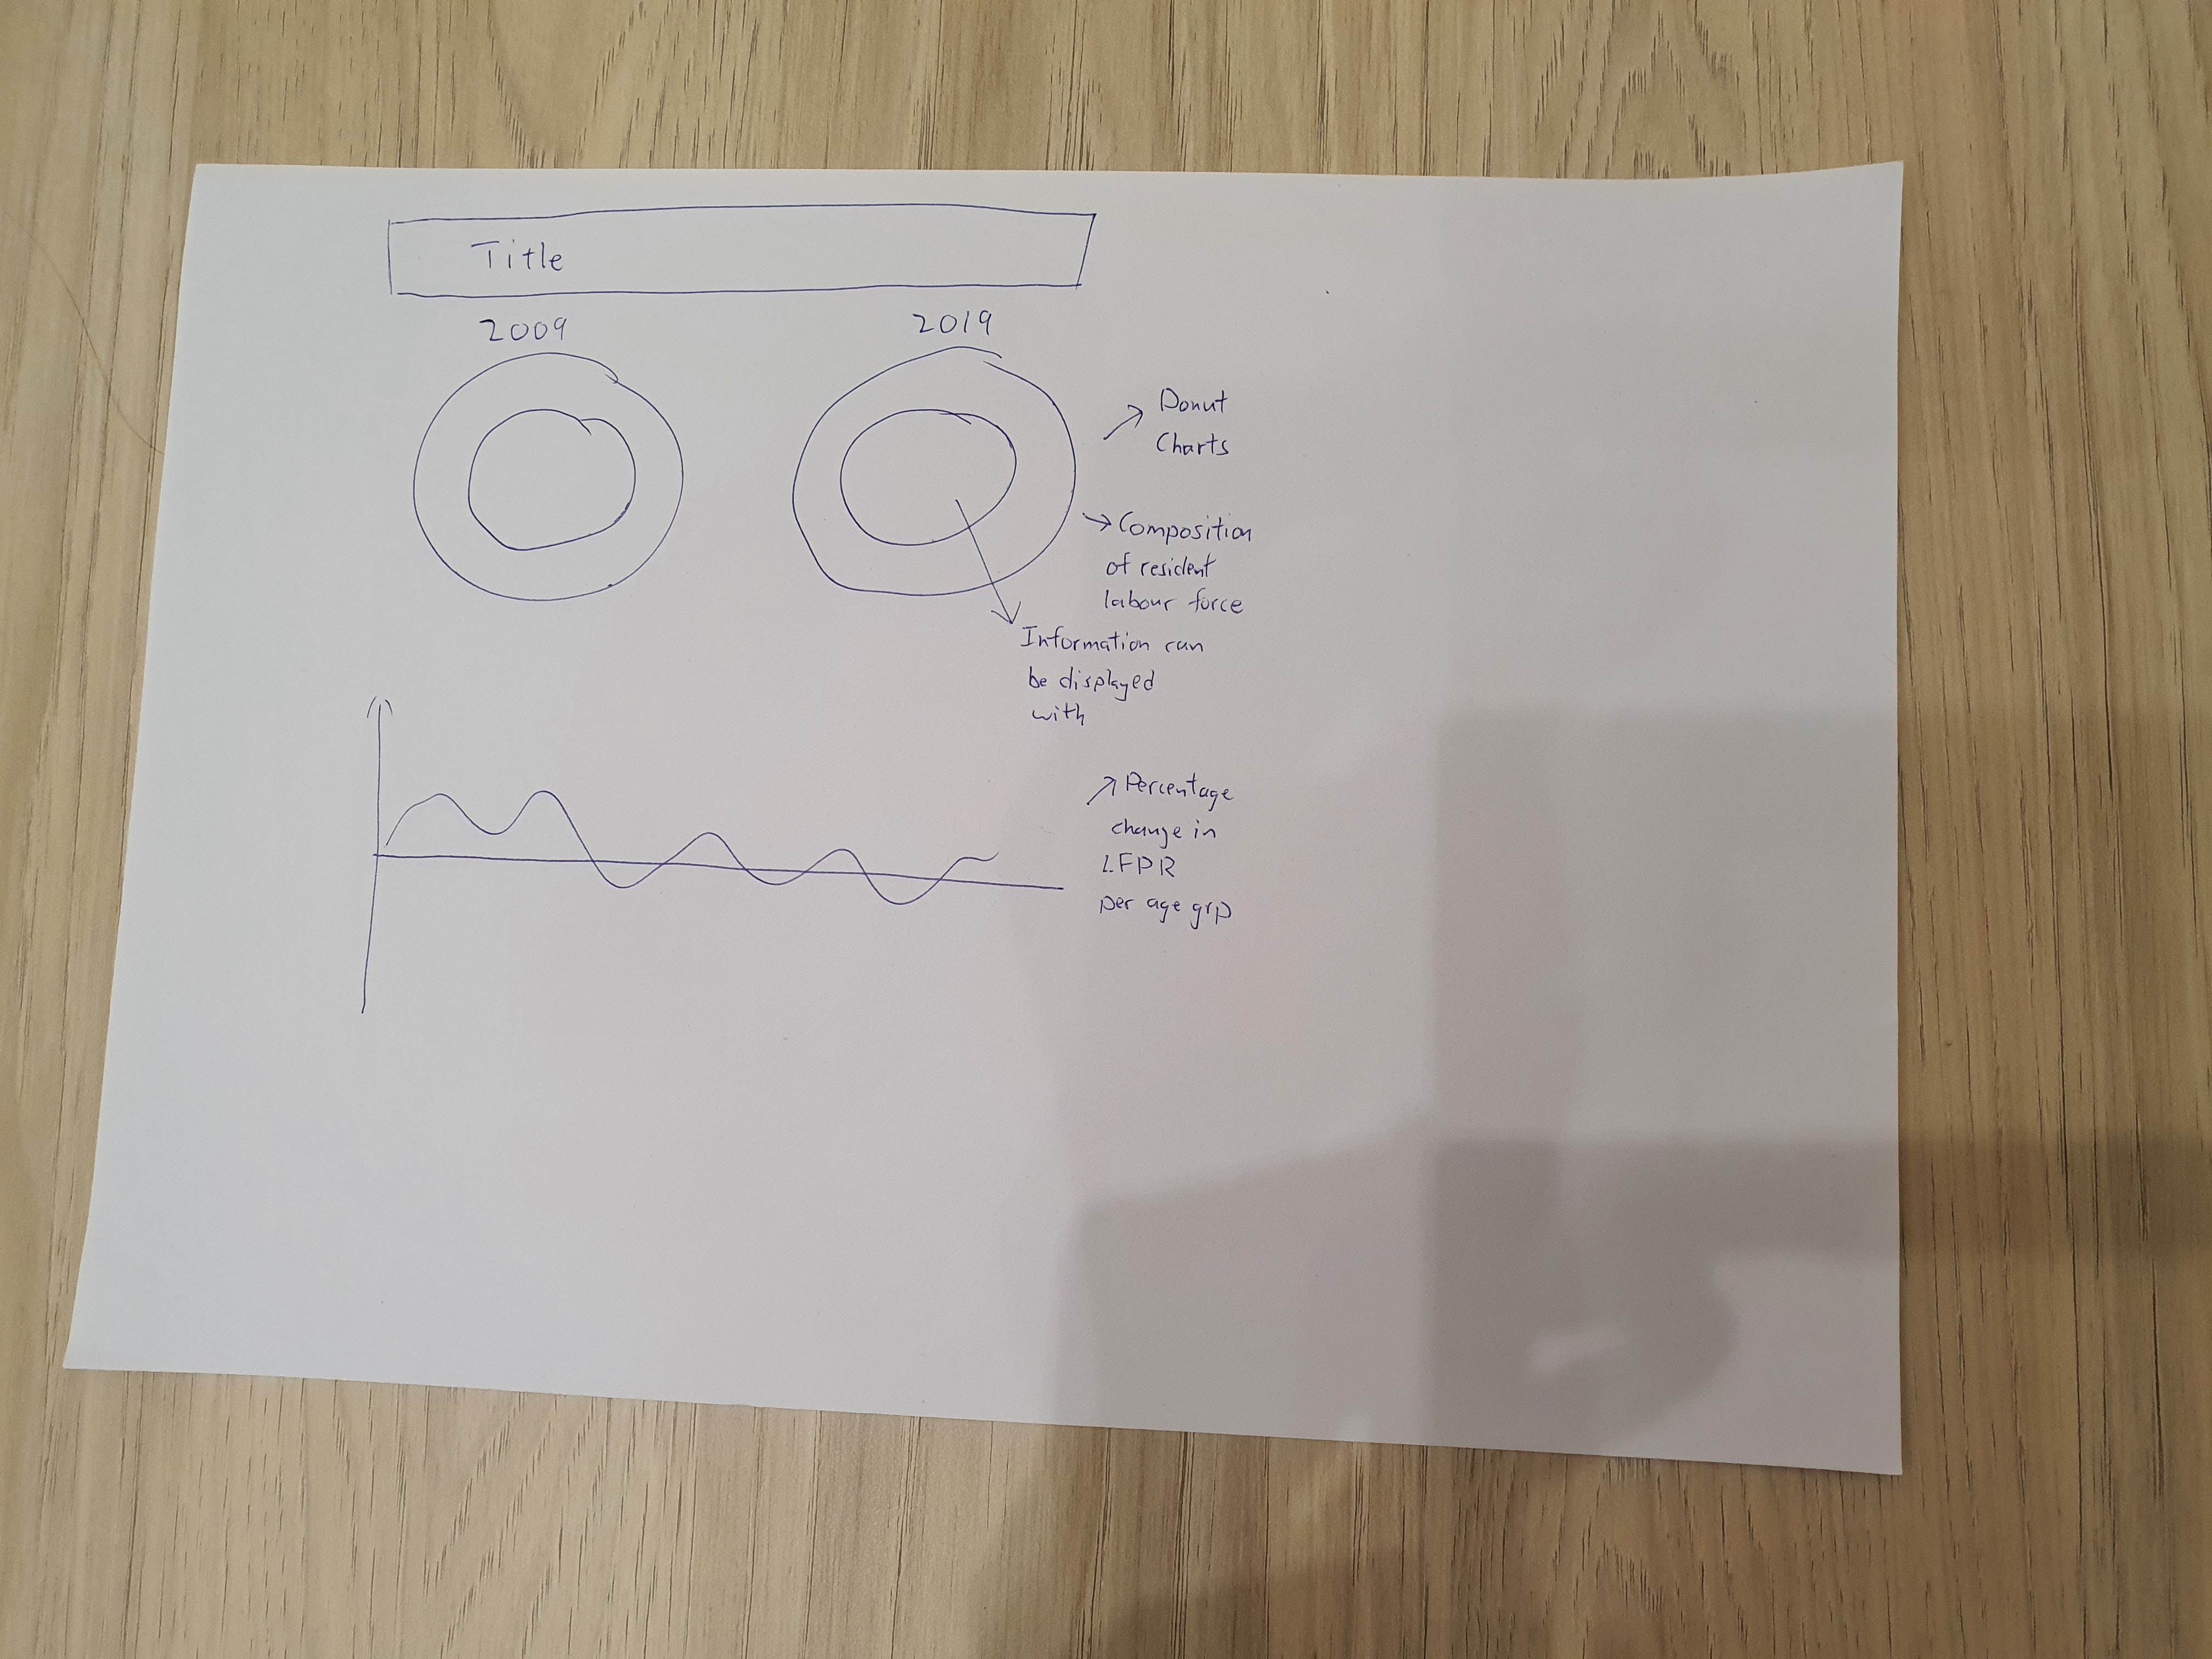 Title
2009
2019
Donut
Charts
Composition
of resident
labour force
Information can
be displayed
with
Percentage
change in
LFPR
per age grp